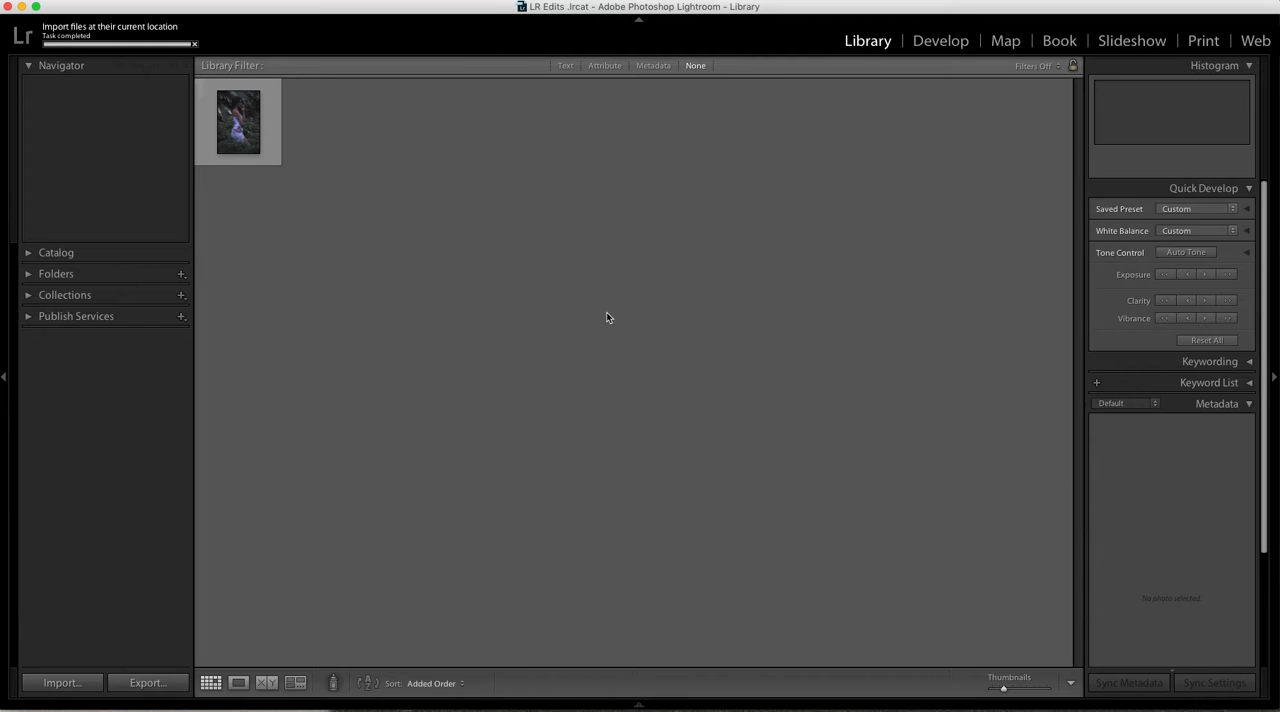 LR Edits .lrcat - Adobe Photoshop Lightroom - Library
Lr
Import files at their current location
Task completed
Library | Develop | Map | Book | Slideshow | Print | Web
Navigator
Library Filter : Text Attribute Metadata None Filters Off
Histogram
Quick Develop
Saved Preset Custom
White Balance Custom
Catalog
Tone Control Auto Tone
Folders
Exposure
Collections
Clarity
Publish Services
Vibrance
Reset All
Keywording
Keyword List
Default Metadata
No photo selected.
Import... Export... XY Sort: Added Order Thumbnails Sync Metadata Sync Settings